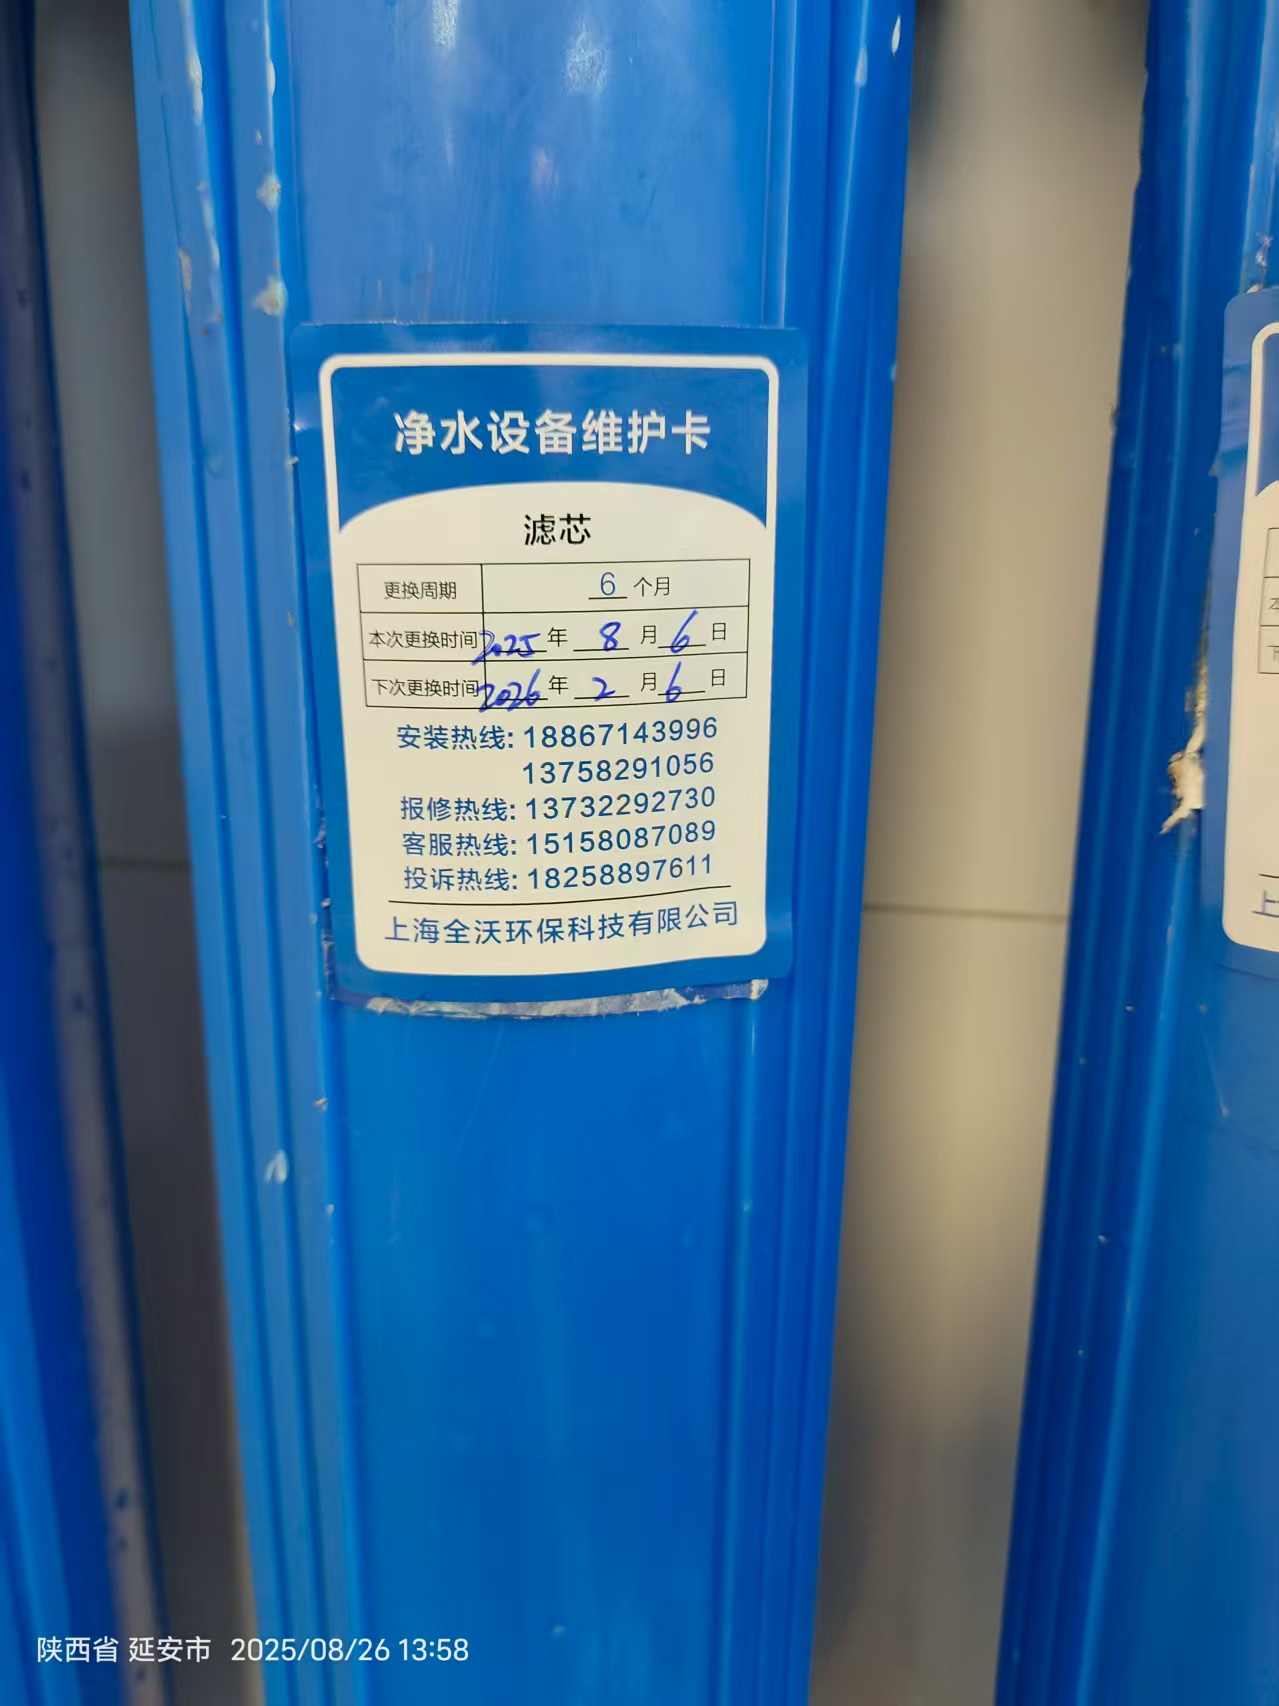 净水设备维护卡
滤芯
更换周期 6 个月
本次更换时间 2025 年 8 月 6 日
下次更换时间 2026 年 2 月 6 日
安装热线: 18867143996
13758291056
报修热线: 13732292730
客服热线: 15158087089
投诉热线: 18258897611
上海全沃环保科技有限公司
陕西省 延安市 2025/08/26 13:58